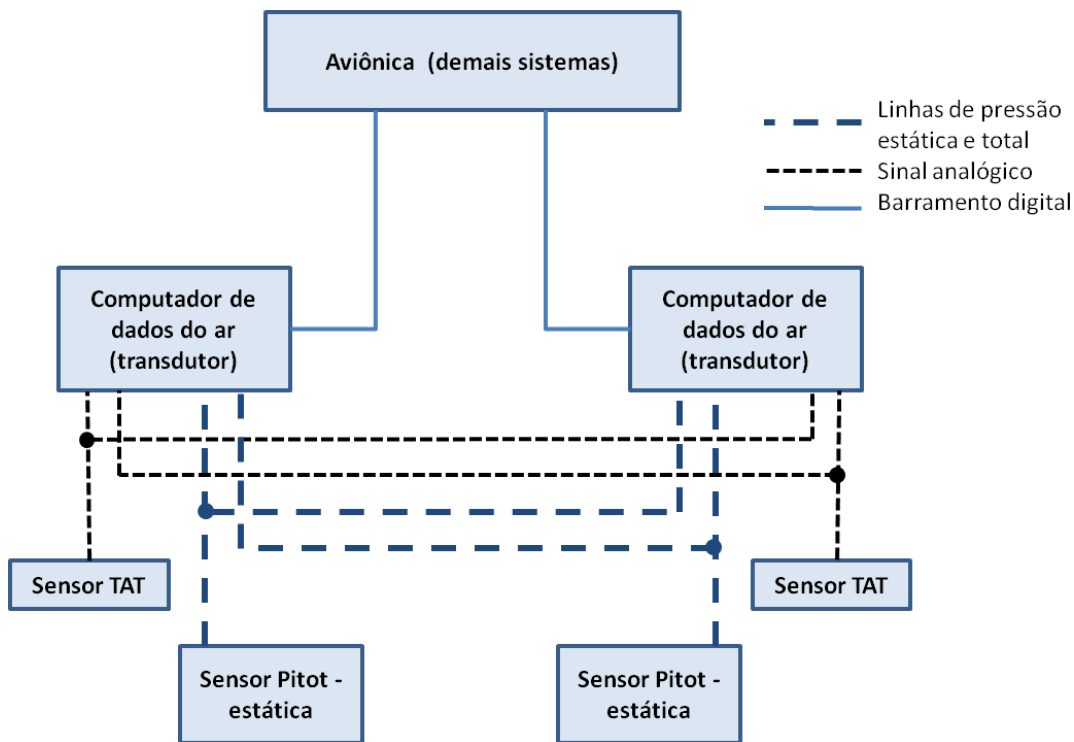 Aviônica (demais sistemas)
Linhas de pressão
estática e total
Sinal analógico
Barramento digital
Computador de
dados do ar
(transdutor)
Computador de
dados do ar
(transdutor)
Sensor TAT
Sensor TAT
Sensor Pitot -
estática
Sensor Pitot -
estática